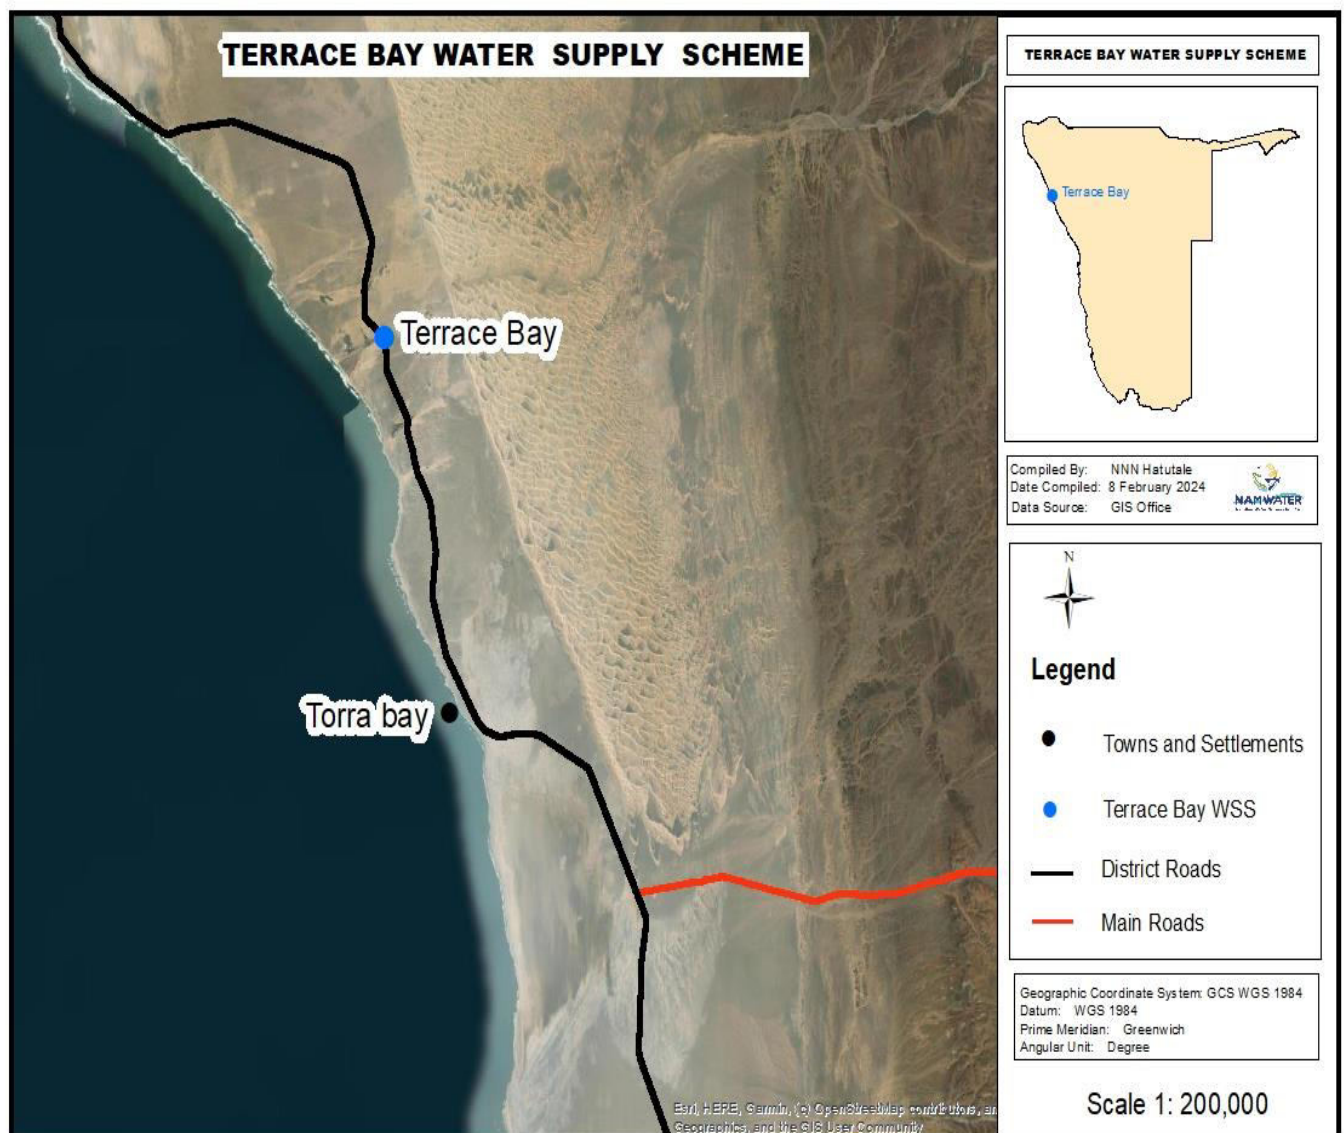 TERRACE BAY WATER SUPPLY SCHEME
Terrace Bay
Torra bay
Esri, HERE, Garmin, (c) OpenStreetMap contributors, an
Geographics, and the GIS User Community
TERRACE BAY WATER SUPPLY SCHEME
Terrace Bay
Compiled By: NNN Hatutale
Date Compiled: 8 February 2024
Data Source: GIS Office
NAMWATER
N
Legend
Towns and Settlements
Terrace Bay WSS
District Roads
Main Roads
Geographic Coordinate System: GCS WGS 1984
Datum: WGS 1984
Prime Meridian: Greenwich
Angular Unit: Degree
Scale 1: 200,000